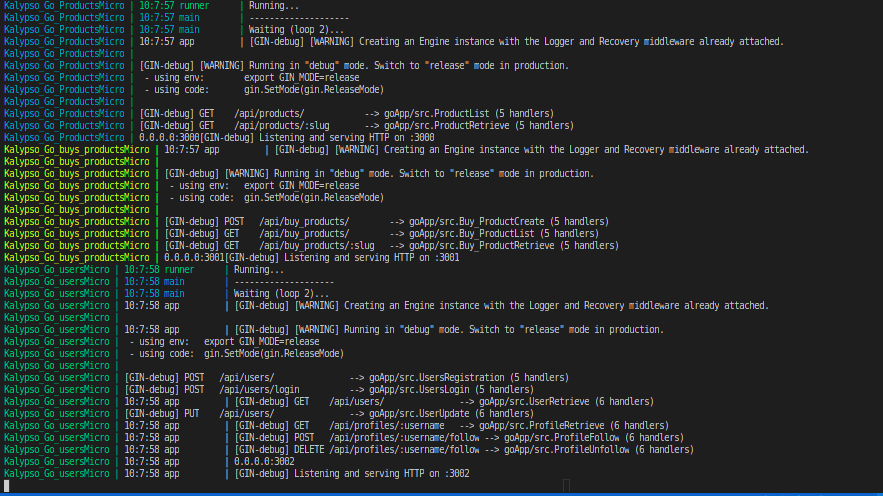 Kalypso_Go_ProductsMicro | 10:7:57 runner | Running...
Kalypso_Go_ProductsMicro | 10:7:57 main | --------------------
Kalypso_Go_ProductsMicro | 10:7:57 main | Waiting (loop 2)...
Kalypso_Go_ProductsMicro | 10:7:57 app | [GIN-debug] [WARNING] Creating an Engine instance with the Logger and Recovery middleware already attached.
Kalypso_Go_ProductsMicro |
Kalypso_Go_ProductsMicro | [GIN-debug] [WARNING] Running in "debug" mode. Switch to "release" mode in production.
Kalypso_Go_ProductsMicro | - using env: export GIN_MODE=release
Kalypso_Go_ProductsMicro | - using code: gin.SetMode(gin.ReleaseMode)
Kalypso_Go_ProductsMicro |
Kalypso_Go_ProductsMicro | [GIN-debug] GET /api/products/ --> goApp/src.ProductList (5 handlers)
Kalypso_Go_ProductsMicro | [GIN-debug] GET /api/products/:slug --> goApp/src.ProductRetrieve (5 handlers)
Kalypso_Go_ProductsMicro | 0.0.0.0:3000[GIN-debug] Listening and serving HTTP on :3000
Kalypso_Go_buys_productsMicro | 10:7:57 app | [GIN-debug] [WARNING] Creating an Engine instance with the Logger and Recovery middleware already attached.
Kalypso_Go_buys_productsMicro |
Kalypso_Go_buys_productsMicro | [GIN-debug] [WARNING] Running in "debug" mode. Switch to "release" mode in production.
Kalypso_Go_buys_productsMicro | - using env: export GIN_MODE=release
Kalypso_Go_buys_productsMicro | - using code: gin.SetMode(gin.ReleaseMode)
Kalypso_Go_buys_productsMicro |
Kalypso_Go_buys_productsMicro | [GIN-debug] POST /api/buy_products/ --> goApp/src.Buy_ProductCreate (5 handlers)
Kalypso_Go_buys_productsMicro | [GIN-debug] GET /api/buy_products/ --> goApp/src.Buy_ProductList (5 handlers)
Kalypso_Go_buys_productsMicro | [GIN-debug] GET /api/buy_products/:slug --> goApp/src.Buy_ProductRetrieve (5 handlers)
Kalypso_Go_buys_productsMicro | 0.0.0.0:3001[GIN-debug] Listening and serving HTTP on :3001
Kalypso_Go_usersMicro | 10:7:58 runner | Running...
Kalypso_Go_usersMicro | 10:7:58 main | --------------------
Kalypso_Go_usersMicro | 10:7:58 main | Waiting (loop 2)...
Kalypso_Go_usersMicro | 10:7:58 app | [GIN-debug] [WARNING] Creating an Engine instance with the Logger and Recovery middleware already attached.
Kalypso_Go_usersMicro |
Kalypso_Go_usersMicro | 10:7:58 app | [GIN-debug] [WARNING] Running in "debug" mode. Switch to "release" mode in production.
Kalypso_Go_usersMicro | - using env: export GIN_MODE=release
Kalypso_Go_usersMicro | - using code: gin.SetMode(gin.ReleaseMode)
Kalypso_Go_usersMicro |
Kalypso_Go_usersMicro | [GIN-debug] POST /api/users/ --> goApp/src.UsersRegistration (5 handlers)
Kalypso_Go_usersMicro | [GIN-debug] POST /api/users/login --> goApp/src.UsersLogin (5 handlers)
Kalypso_Go_usersMicro | 10:7:58 app | [GIN-debug] GET /api/users/ --> goApp/src.UserRetrieve (6 handlers)
Kalypso_Go_usersMicro | [GIN-debug] PUT /api/users/ --> goApp/src.UserUpdate (6 handlers)
Kalypso_Go_usersMicro | 10:7:58 app | [GIN-debug] GET /api/profiles/:username --> goApp/src.ProfileRetrieve (6 handlers)
Kalypso_Go_usersMicro | 10:7:58 app | [GIN-debug] POST /api/profiles/:username/follow --> goApp/src.ProfileFollow (6 handlers)
Kalypso_Go_usersMicro | 10:7:58 app | [GIN-debug] DELETE /api/profiles/:username/follow --> goApp/src.ProfileUnfollow (6 handlers)
Kalypso_Go_usersMicro | 10:7:58 app | 0.0.0.0:3002
Kalypso_Go_usersMicro | 10:7:58 app | [GIN-debug] Listening and serving HTTP on :3002